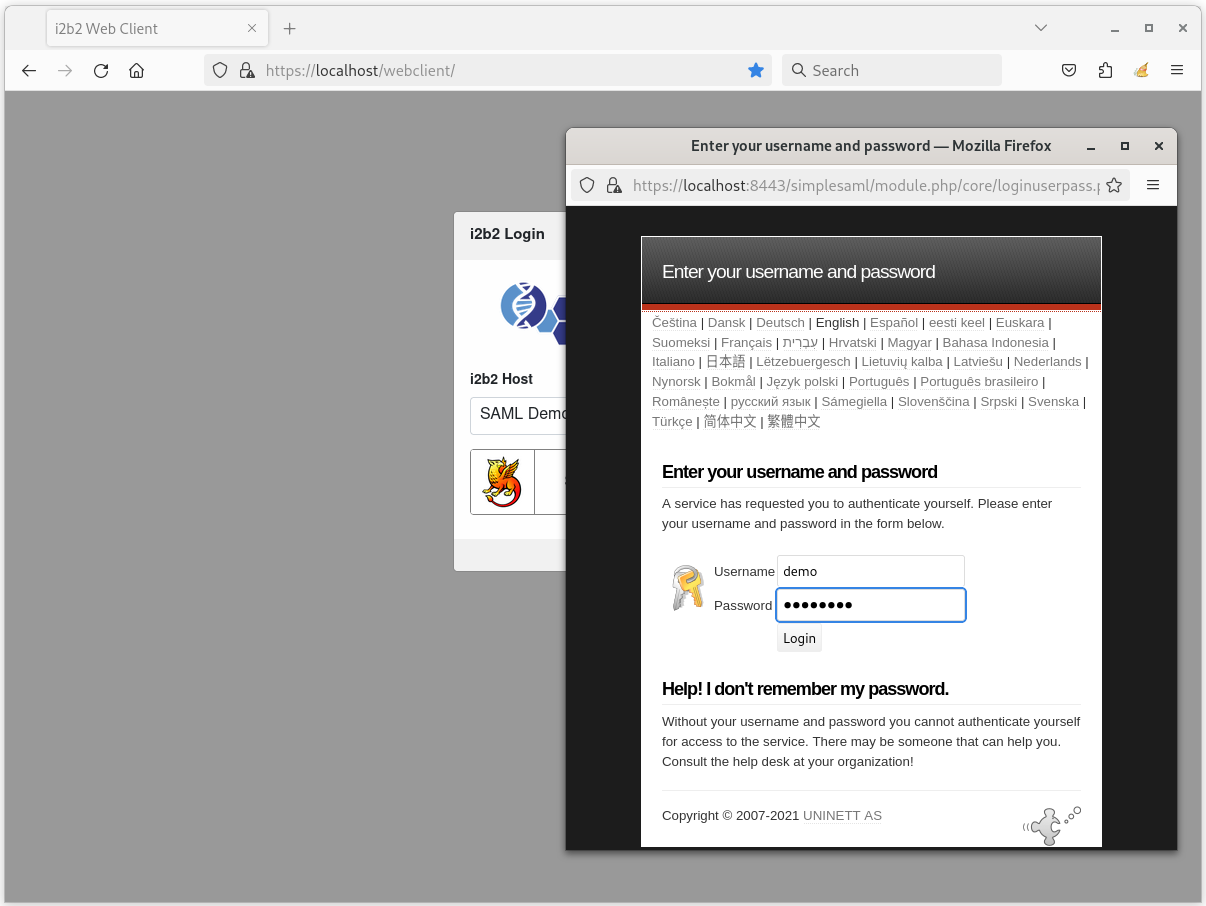 i2b2 Web Client
https://localhost/webclient/
Search
Enter your username and password — Mozilla Firefox
https://localhost:8443/simplesaml/module.php/core/loginuserpass.p
i2b2 Login
i2b2 Host
SAML Demo
Enter your username and password
Čeština | Dansk | Deutsch | English | Español | eesti keel | Euskara |
Suomeksi | Français | עִבְרִית | Hrvatski | Magyar | Bahasa Indonesia |
Italiano | 日本語 | Lëtzebuergesch | Lietuvių kalba | Latviešu | Nederlands |
Nynorsk | Bokmål | Język polski | Português | Português brasileiro |
Românește | русский язык | Sámegiella | Slovenščina | Srpski | Svenska |
Türkçe | 简体中文 | 繁體中文
Enter your username and password
A service has requested you to authenticate yourself. Please enter
your username and password in the form below.
Username demo
Password ●●●●●●●●
Login
Help! I don't remember my password.
Without your username and password you cannot authenticate yourself
for access to the service. There may be someone that can help you.
Consult the help desk at your organization!
Copyright © 2007-2021 UNINETT AS